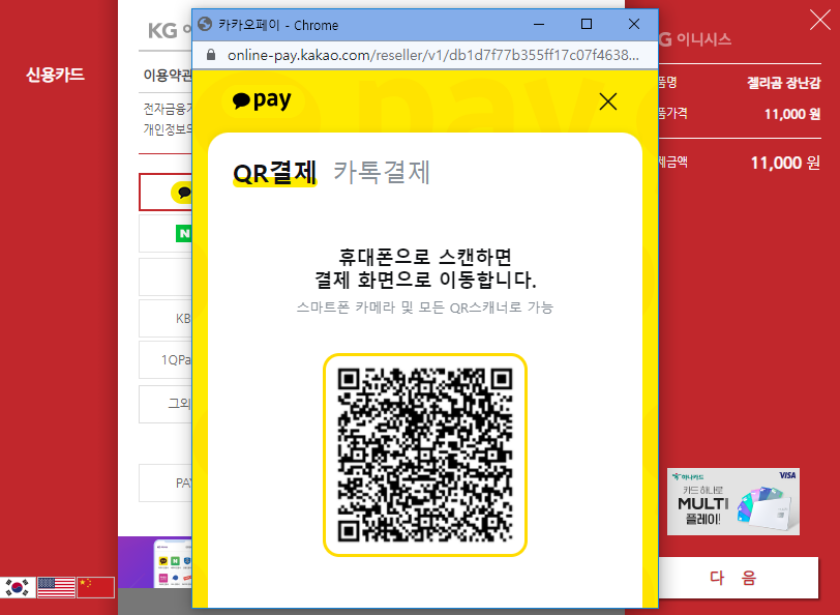 카카오페이 - Chrome
online-pay.kakao.com/reseller/v1/db1d7f77b355ff17c07f4638...
pay
QR결제 카톡결제
휴대폰으로 스캔하면
결제 화면으로 이동합니다.
스마트폰 카메라 및 모든 QR스캐너로 가능
신용카드
KG
이용약관
전자금융
개인정보
N
KB
1QPa
그외
PA
G 이니시스
품명 젤리곰 장난감
품가격 11,000 원
제금액 11,000 원
하나카드 VISA
카드 하나로
MULTI
플레이!
다 음